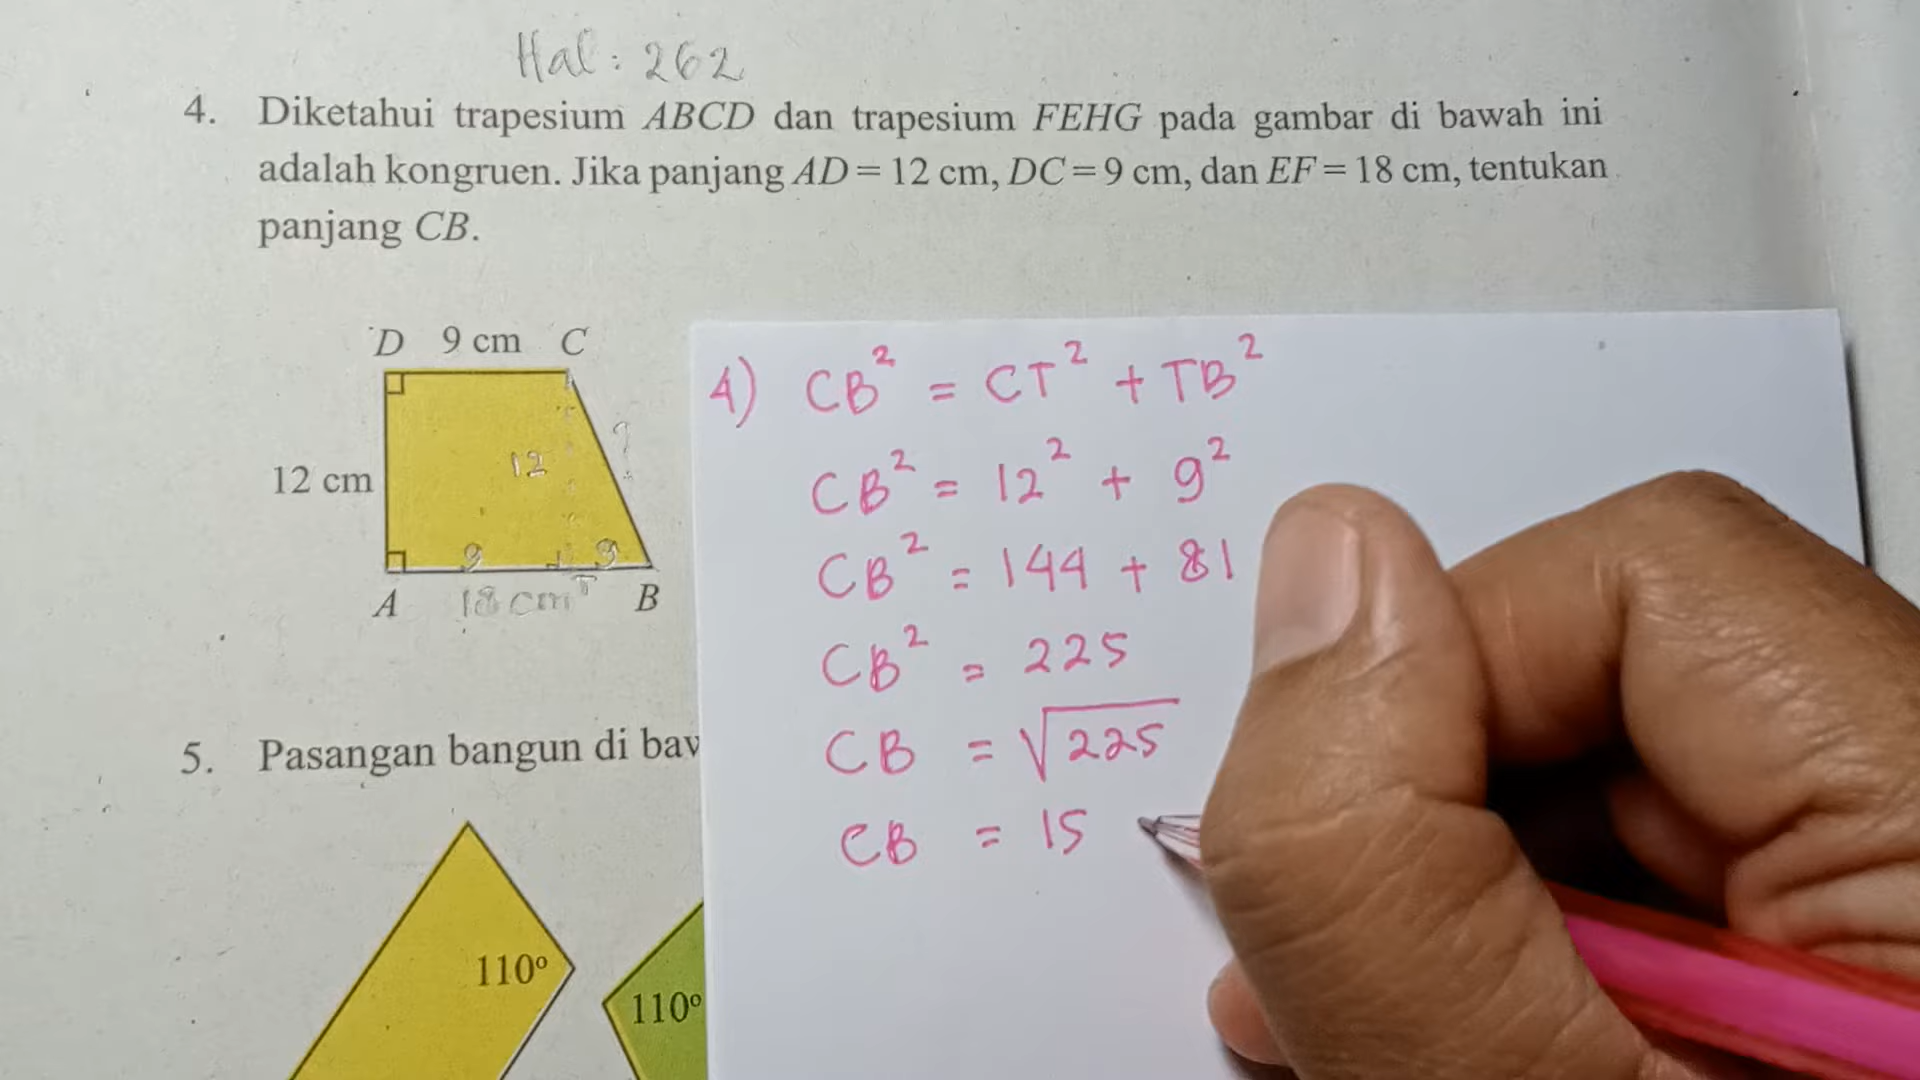 Hal : 262
4. Diketahui trapesium ABCD dan trapesium FEHG pada gambar di bawah ini
adalah kongruen. Jika panjang AD = 12 cm, DC = 9 cm, dan EF = 18 cm, tentukan
panjang CB.
D 9 cm C
12 cm
12
?
9 9
A 18 cm T B
4) CB² = CT² + TB²
CB² = 12² + 9²
CB² = 144 + 81
CB² = 225
CB = √225
CB = 15
5. Pasangan bangun di
110°
110°